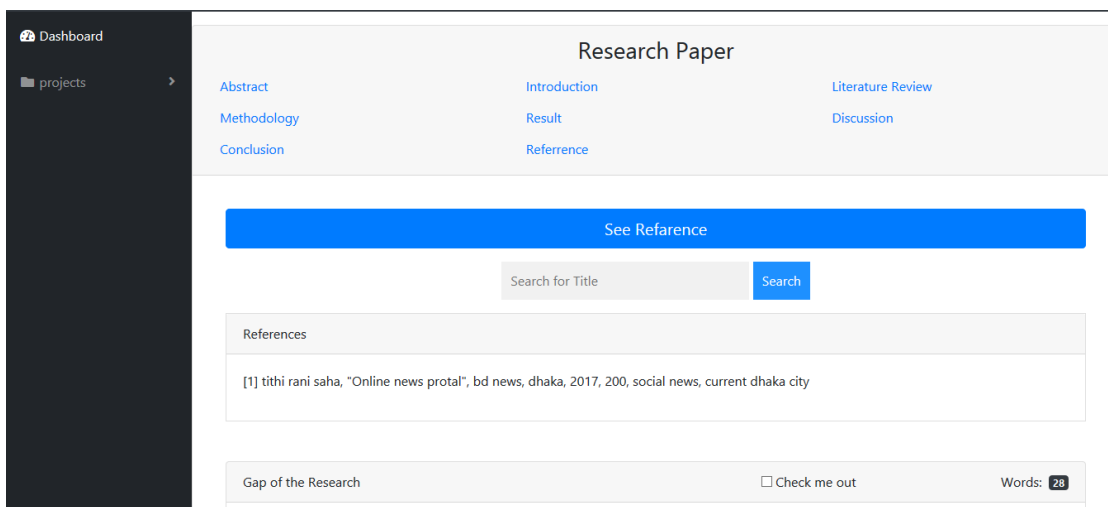 Dashboard
projects
Research Paper
Abstract Introduction Literature Review
Methodology Result Discussion
Conclusion Referrence
See Refarence
Search for Title Search
References
[1] tithi rani saha, "Online news protal", bd news, dhaka, 2017, 200, social news, current dhaka city
Gap of the Research Check me out Words: 28